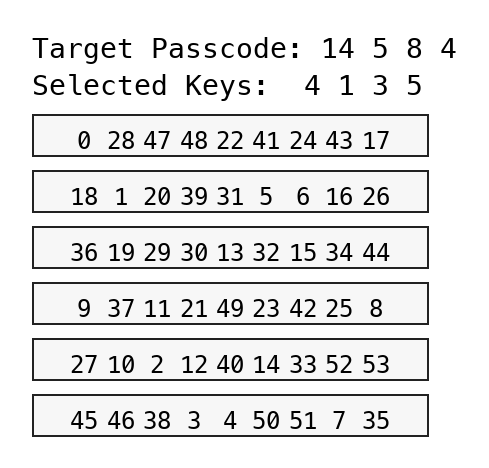 Target Passcode: 14 5 8 4
Selected Keys: 4 1 3 5
0 28 47 48 22 41 24 43 17
18 1 20 39 31 5 6 16 26
36 19 29 30 13 32 15 34 44
9 37 11 21 49 23 42 25 8
27 10 2 12 40 14 33 52 53
45 46 38 3 4 50 51 7 35